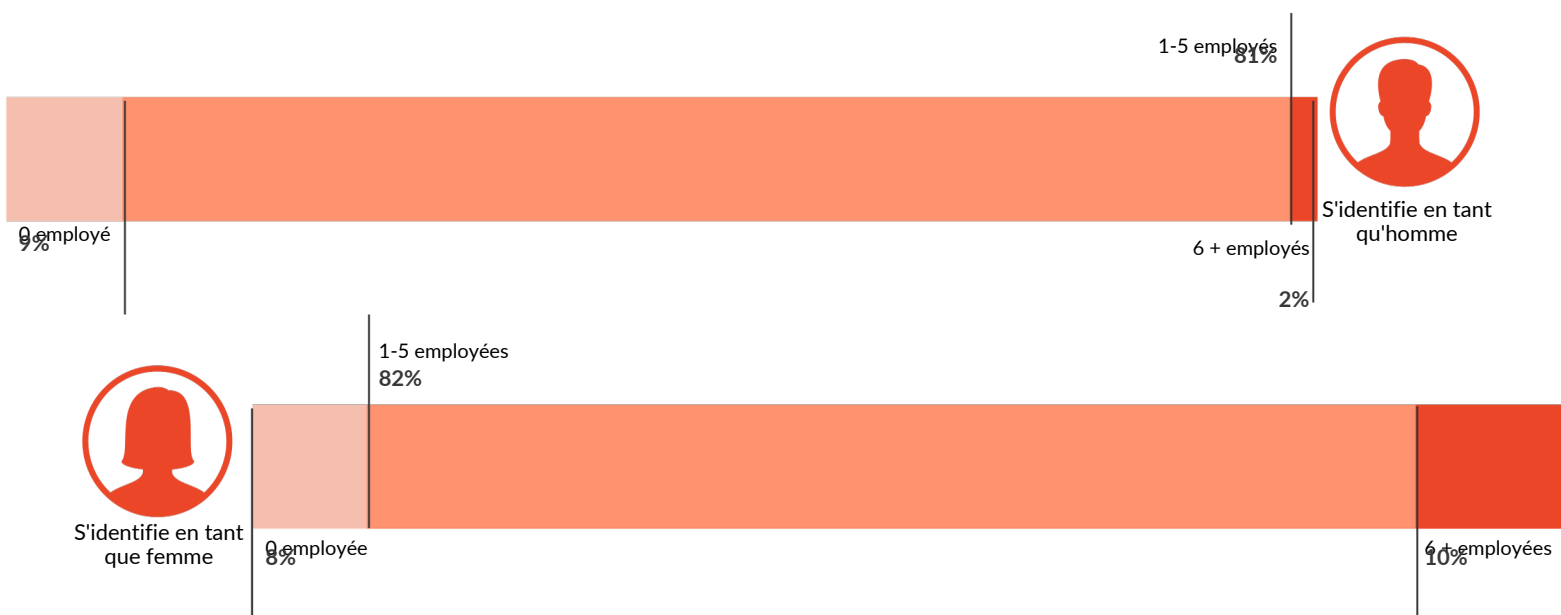 1-5 employés
81%
S'identifie en tant
qu'homme
0 employé
9%
6 + employés
2%
1-5 employées
82%
S'identifie en tant
que femme
0 employée
8%
6 + employées
10%